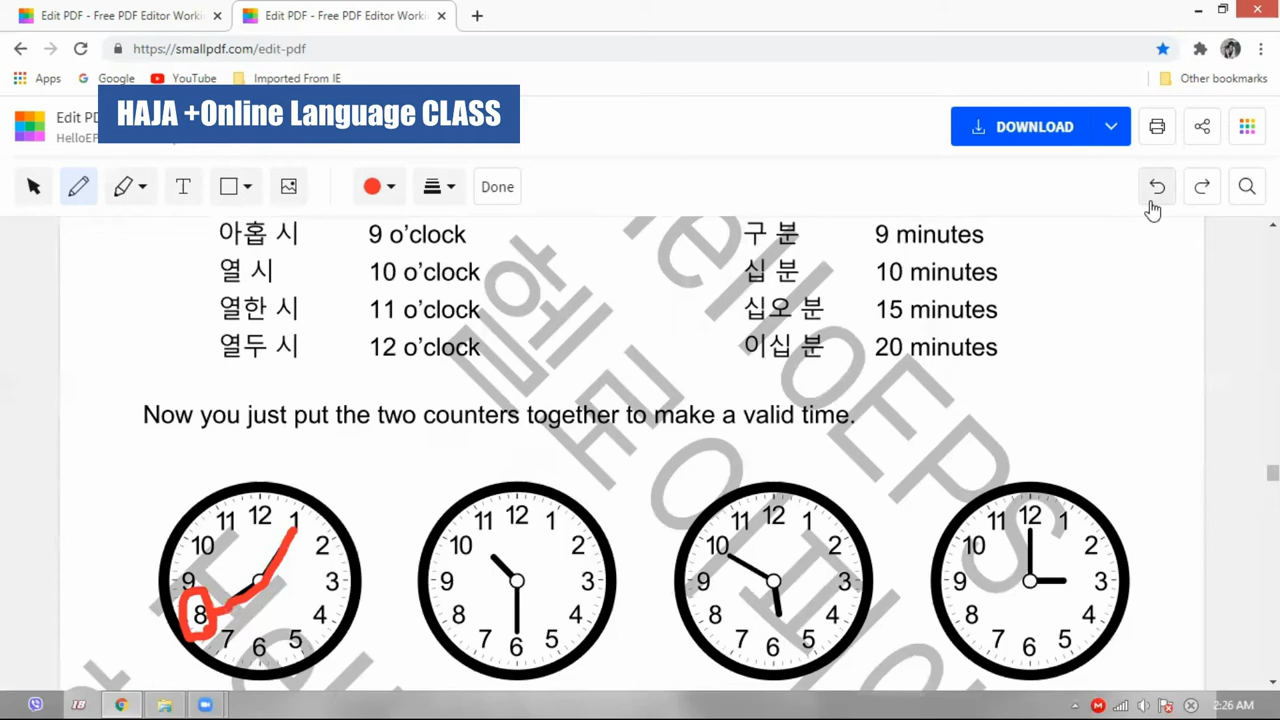 Edit PDF - Free PDF Editor Worki
Edit PDF - Free PDF Editor Worki
https://smallpdf.com/edit-pdf
Apps Google YouTube Imported From IE Other bookmarks
HAJA +Online Language CLASS
Edit PD
HelloEP
DOWNLOAD
T
Done
아홉 시 9 o'clock 구 분 9 minutes
열 시 10 o'clock 십 분 10 minutes
열한 시 11 o'clock 십오 분 15 minutes
열두 시 12 o'clock 이십 분 20 minutes
Now you just put the two counters together to make a valid time.
12 1 2 3 4 5 6 7 8 9 10 11
12 1 2 3 4 5 6 7 8 9 10 11
12 1 2 3 4 5 6 7 8 9 10 11
12 1 2 3 4 5 6 7 8 9 10 11
18
2:26 AM